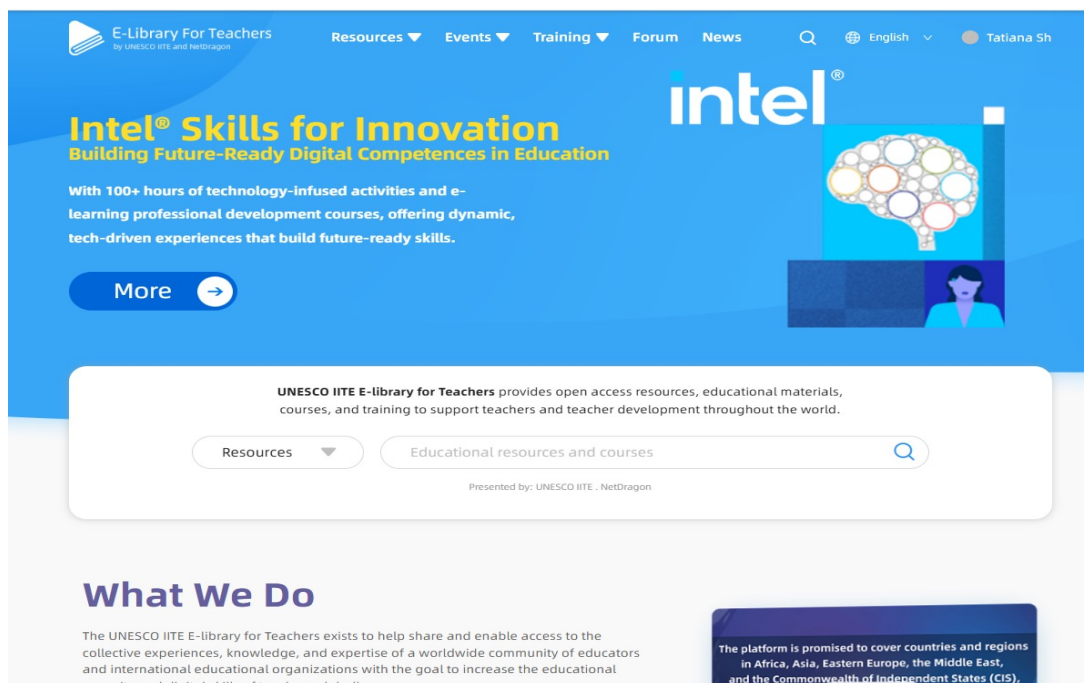 E-Library For Teachers
by UNESCO IITE and NetDragon
Resources Events Training Forum News English Tatiana Sh
intel®
Intel® Skills for Innovation
Building Future-Ready Digital Competences in Education
With 100+ hours of technology-infused activities and e-
learning professional development courses, offering dynamic,
tech-driven experiences that build future-ready skills.
More
UNESCO IITE E-library for Teachers provides open access resources, educational materials,
courses, and training to support teachers and teacher development throughout the world.
Resources Educational resources and courses
Presented by: UNESCO IITE . NetDragon
What We Do
The UNESCO IITE E-library for Teachers exists to help share and enable access to the
collective experiences, knowledge, and expertise of a worldwide community of educators
and international educational organizations with the goal to increase the educational
The platform is promised to cover countries and regions
in Africa, Asia, Eastern Europe, the Middle East,
and the Commonwealth of Independent States (CIS),